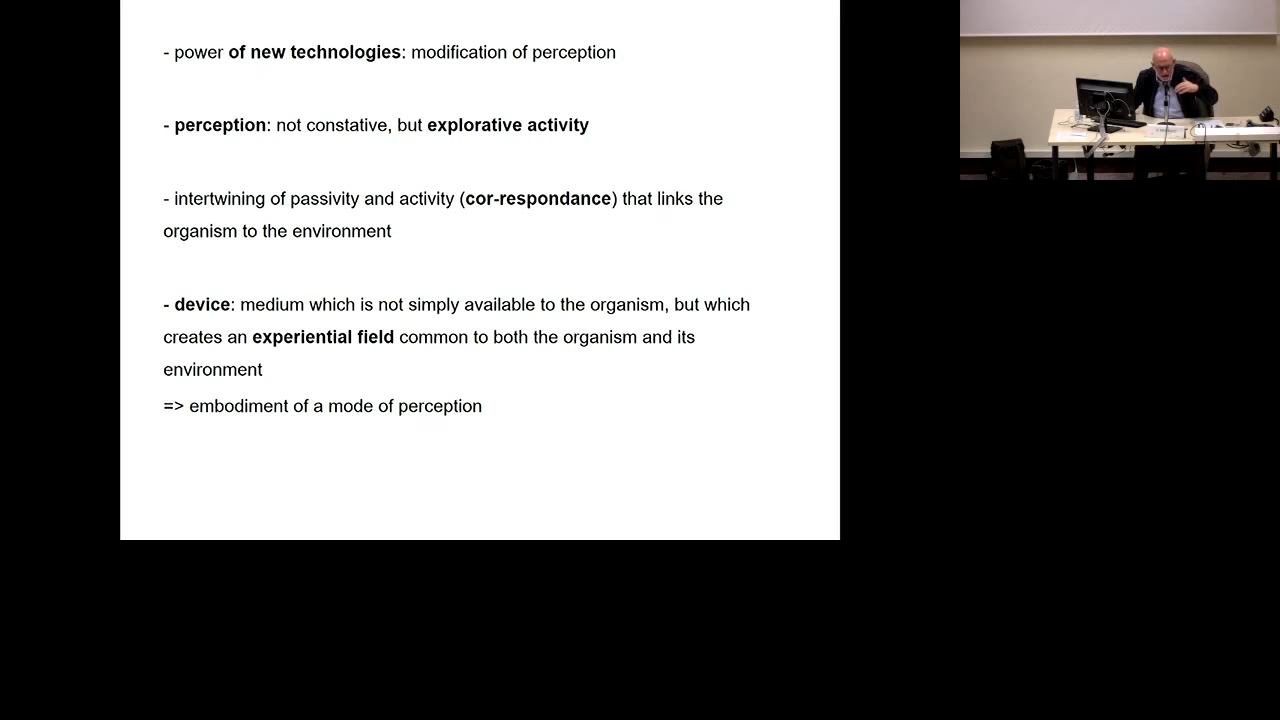 - power of new technologies: modification of perception
- perception: not constative, but explorative activity
- intertwining of passivity and activity (cor-respondance) that links the
organism to the environment
- device: medium which is not simply available to the organism, but which
creates an experiential field common to both the organism and its
environment
=> embodiment of a mode of perception